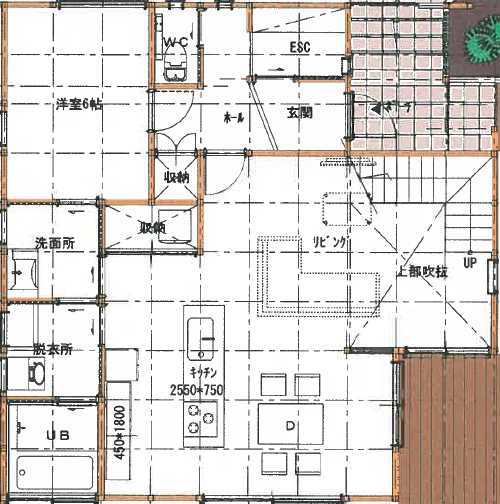 WC
ESC
洋室6帖
ホール
玄関
ポーチ
収納
収納
洗面所
リビング
上部吹抜
UP
脱衣所
キッチン
2550*750
450*1800
D
UB